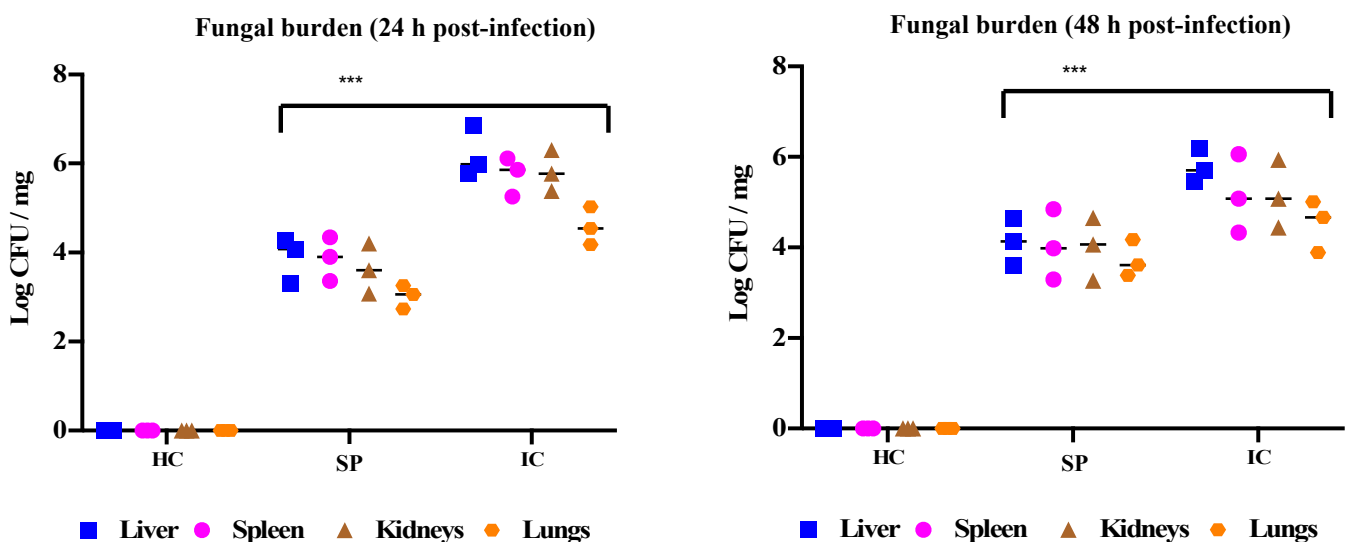 Fungal burden (24 h post-infection)
***
Log CFU / mg
8
6
4
2
0
HC
SP
IC
Liver Spleen Kidneys Lungs
Fungal burden (48 h post-infection)
***
Log CFU / mg
8
6
4
2
0
HC
SP
IC
Liver Spleen Kidneys Lungs